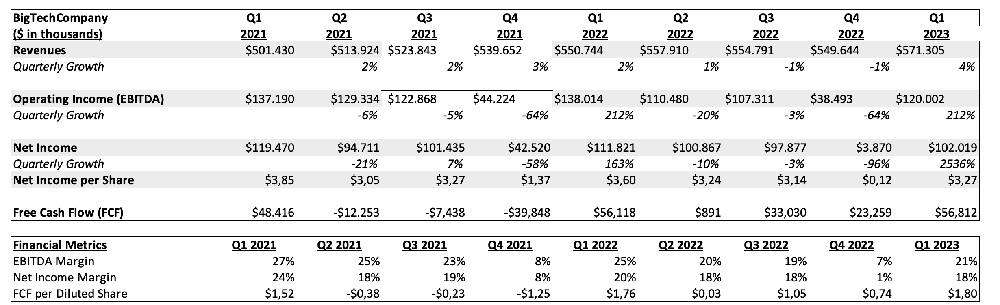 BigTechCompany Q1 Q2 Q3 Q4 Q1 Q2 Q3 Q4 Q1
($ in thousands) 2021 2021 2021 2021 2022 2022 2022 2022 2023
Revenues $501.430 $513.924 $523.843 $539.652 $550.744 $557.910 $554.791 $549.644 $571.305
Quarterly Growth 2% 2% 3% 2% 1% -1% -1% 4%
Operating Income (EBITDA) $137.190 $129.334 $122.868 $44.224 $138.014 $110.480 $107.311 $38.493 $120.002
Quarterly Growth -6% -5% -64% 212% -20% -3% -64% 212%
Net Income $119.470 $94.711 $101.435 $42.520 $111.821 $100.867 $97.877 $3.870 $102.019
Quarterly Growth -21% 7% -58% 163% -10% -3% -96% 2536%
Net Income per Share $3,85 $3,05 $3,27 $1,37 $3,60 $3,24 $3,14 $0,12 $3,27
Free Cash Flow (FCF) $48.416 -$12.253 -$7,438 -$39,848 $56,118 $891 $33,030 $23,259 $56,812
Financial Metrics Q1 2021 Q2 2021 Q3 2021 Q4 2021 Q1 2022 Q2 2022 Q3 2022 Q4 2022 Q1 2023
EBITDA Margin 27% 25% 23% 8% 25% 20% 19% 7% 21%
Net Income Margin 24% 18% 19% 8% 20% 18% 18% 1% 18%
FCF per Diluted Share $1,52 -$0,38 -$0,23 -$1,25 $1,76 $0,03 $1,05 $0,74 $1,80